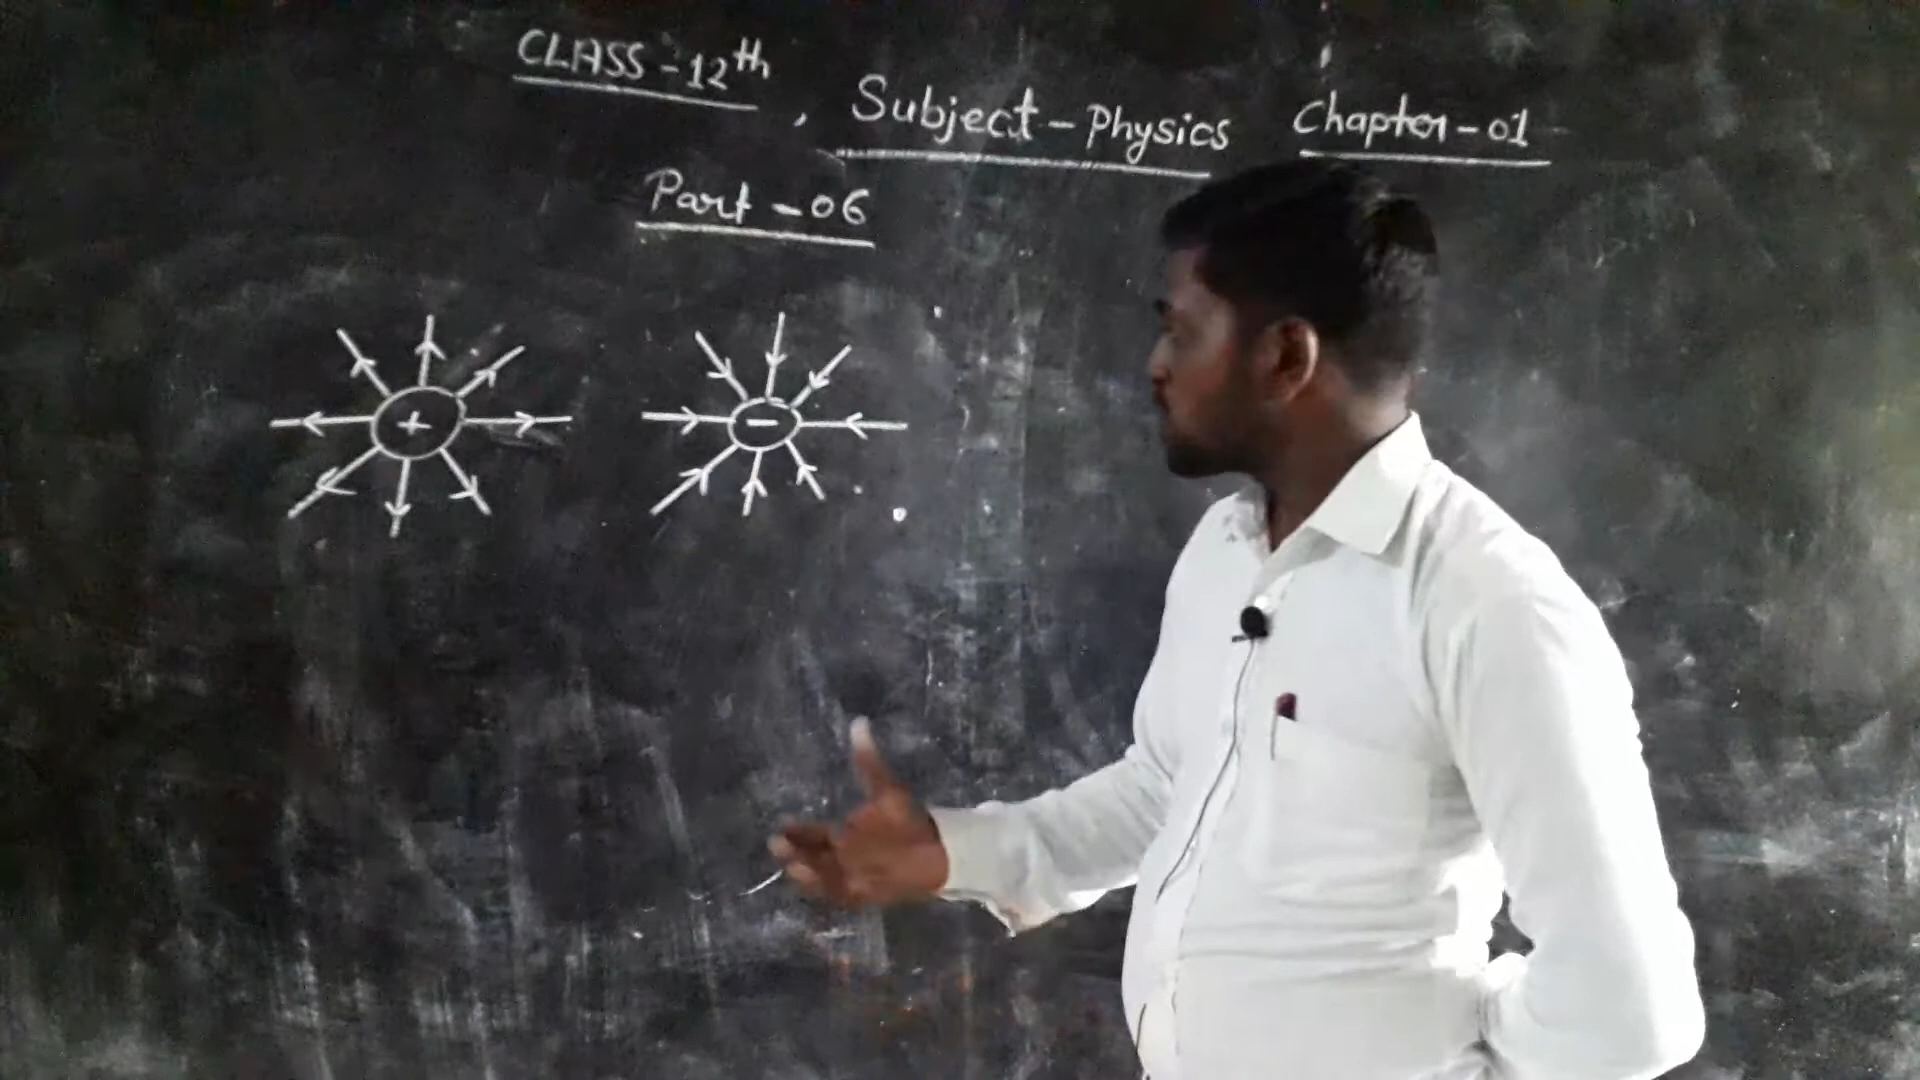 CLASS - 12th , Subject - Physics Chapter - 01
Part - 06
+ -